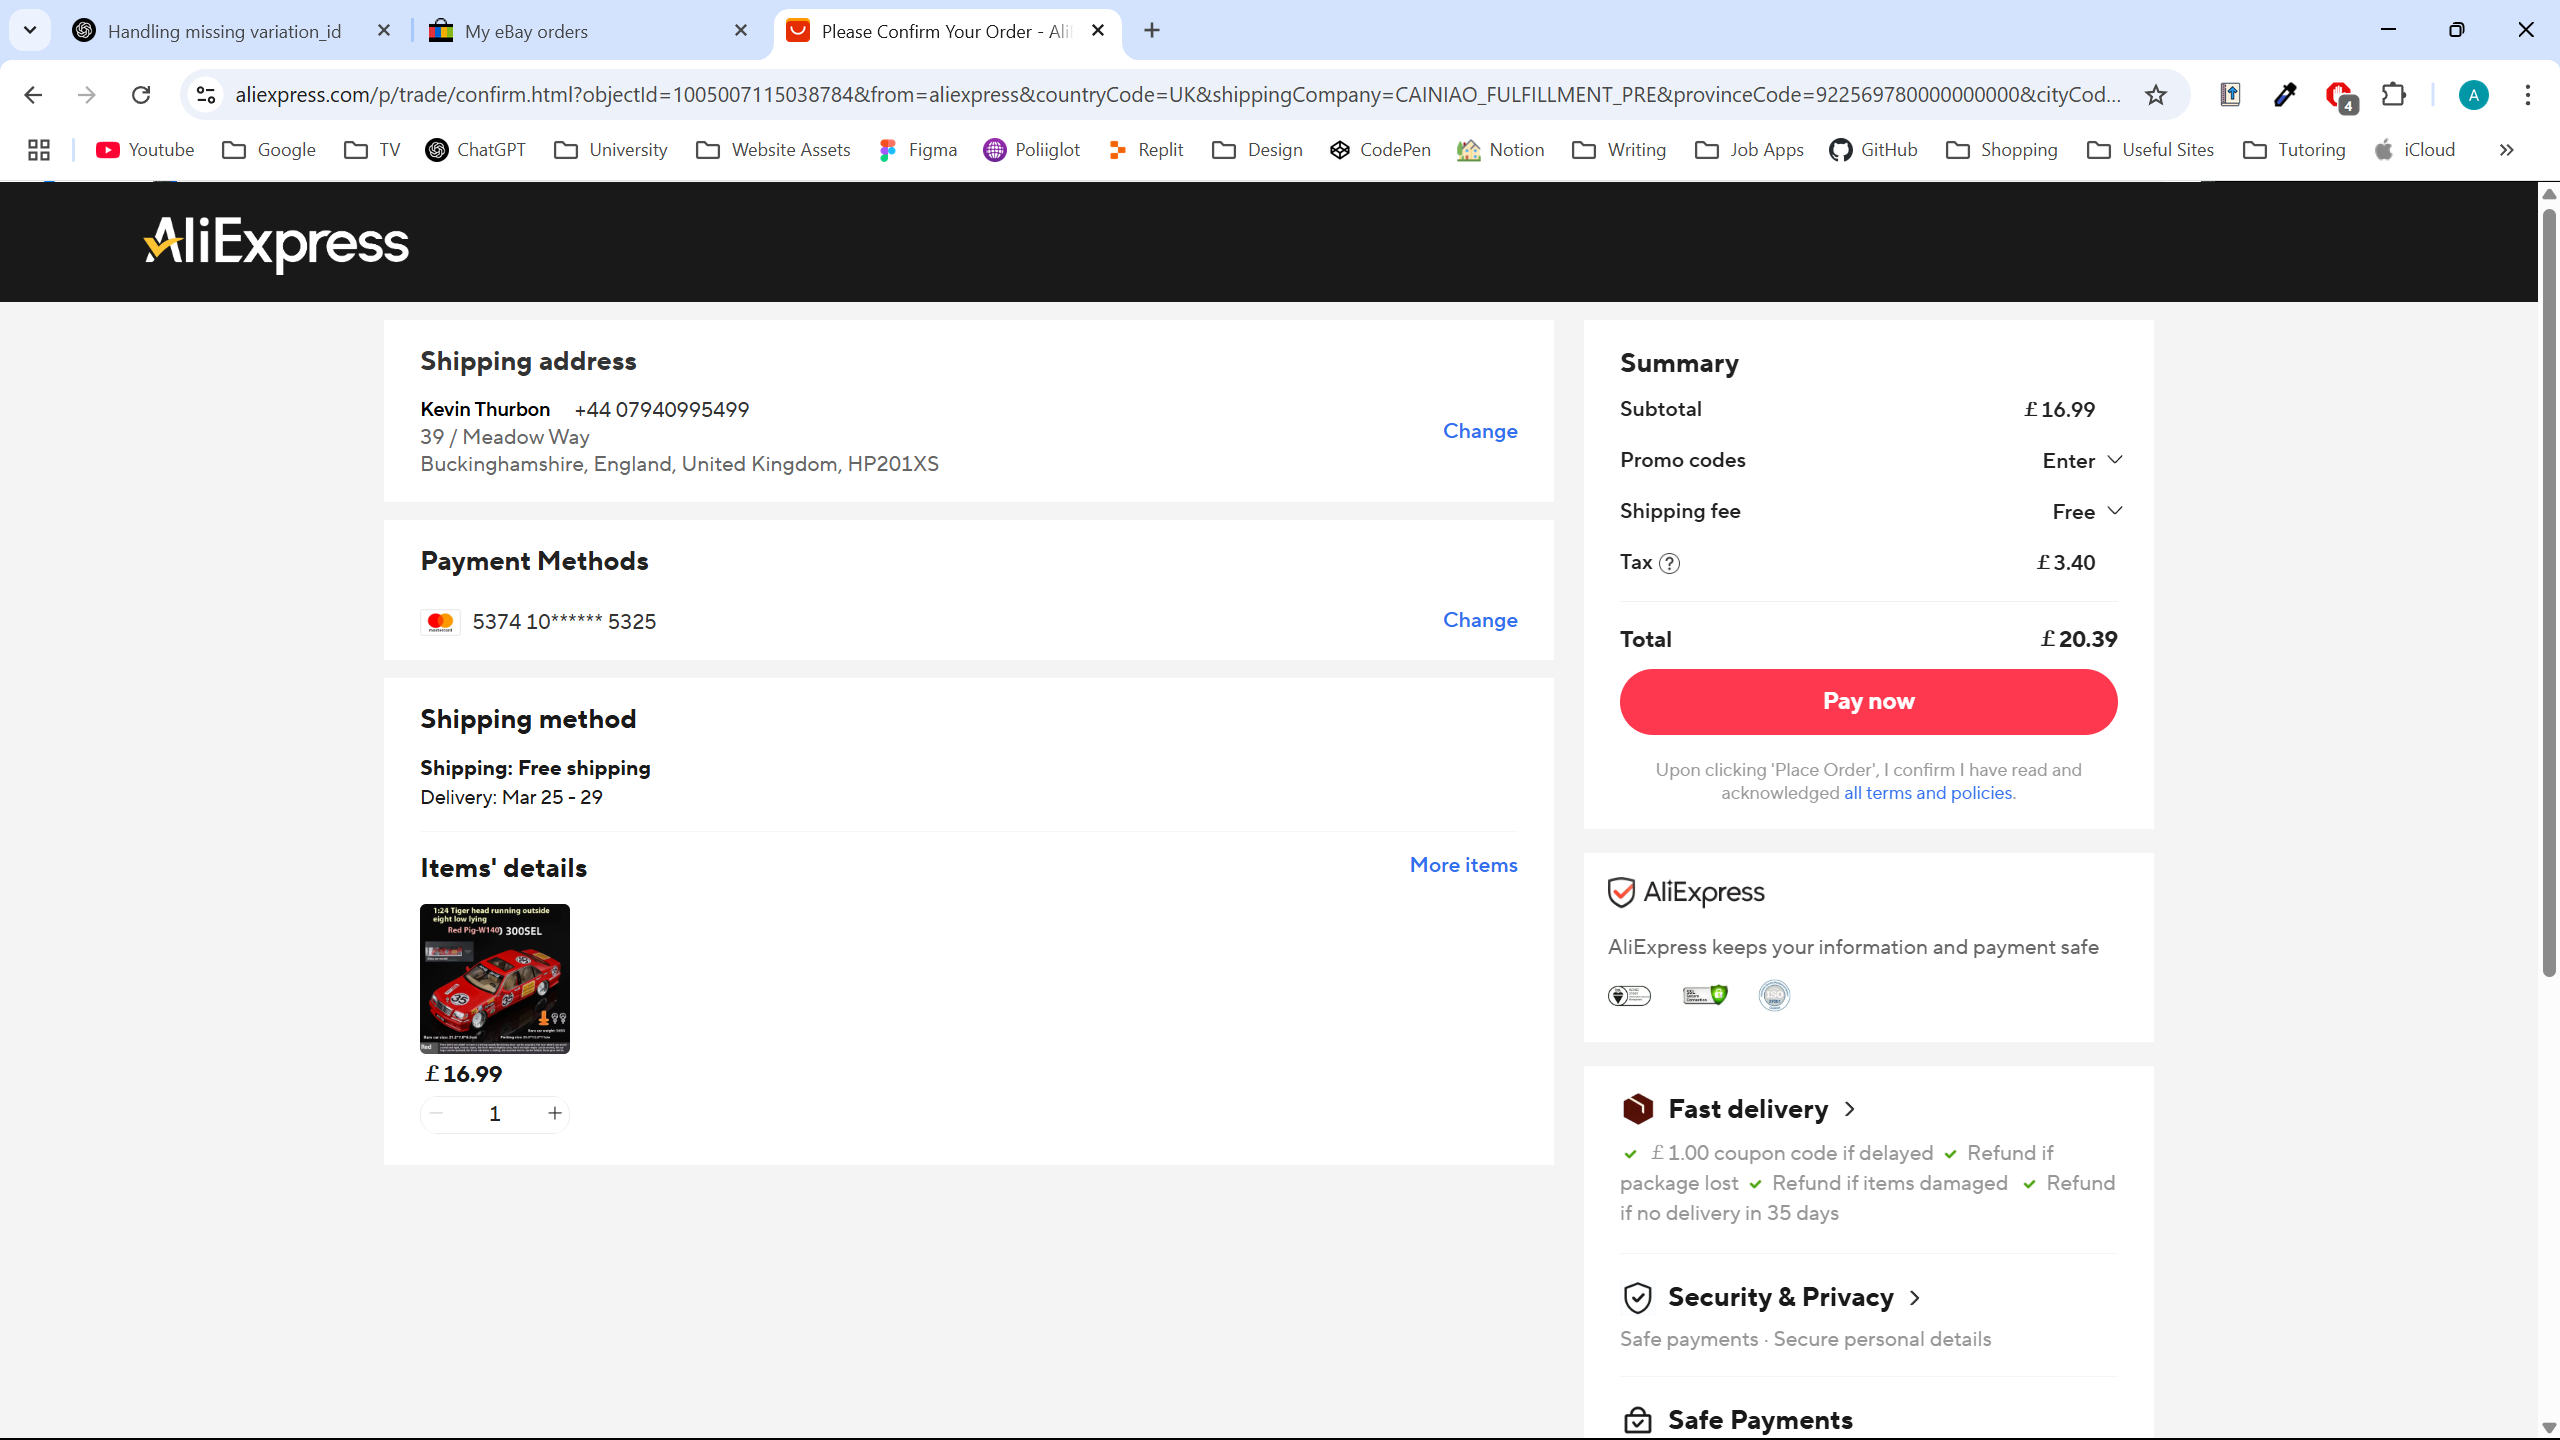 Handling missing variation_id
My eBay orders
Please Confirm Your Order - Ali
aliexpress.com/p/trade/confirm.html?objectId=1005007115038784&from=aliexpress&countryCode=UK&shippingCompany=CAINIAO_FULFILLMENT_PRE&provinceCode=922569780000000000&cityCod...
4
A
Youtube
Google
TV
ChatGPT
University
Website Assets
Figma
Poliiglot
Replit
Design
CodePen
Notion
Writing
Job Apps
GitHub
Shopping
Useful Sites
Tutoring
iCloud
AliExpress
Shipping address
Kevin Thurbon +44 07940995499
39 / Meadow Way
Buckinghamshire, England, United Kingdom, HP201XS
Change
Payment Methods
5374 10****** 5325
Change
Shipping method
Shipping: Free shipping
Delivery: Mar 25 - 29
Items' details
More items
1:24 Tiger head running outside
eight low lying
Red Pig-W140) 300SEL
35
Red
£16.99
1
Summary
Subtotal £16.99
Promo codes Enter
Shipping fee Free
Tax ? £3.40
Total £20.39
Pay now
Upon clicking 'Place Order', I confirm I have read and
acknowledged all terms and policies.
AliExpress
AliExpress keeps your information and payment safe
Fast delivery
£1.00 coupon code if delayed Refund if
package lost Refund if items damaged Refund
if no delivery in 35 days
Security & Privacy
Safe payments · Secure personal details
Safe Payments